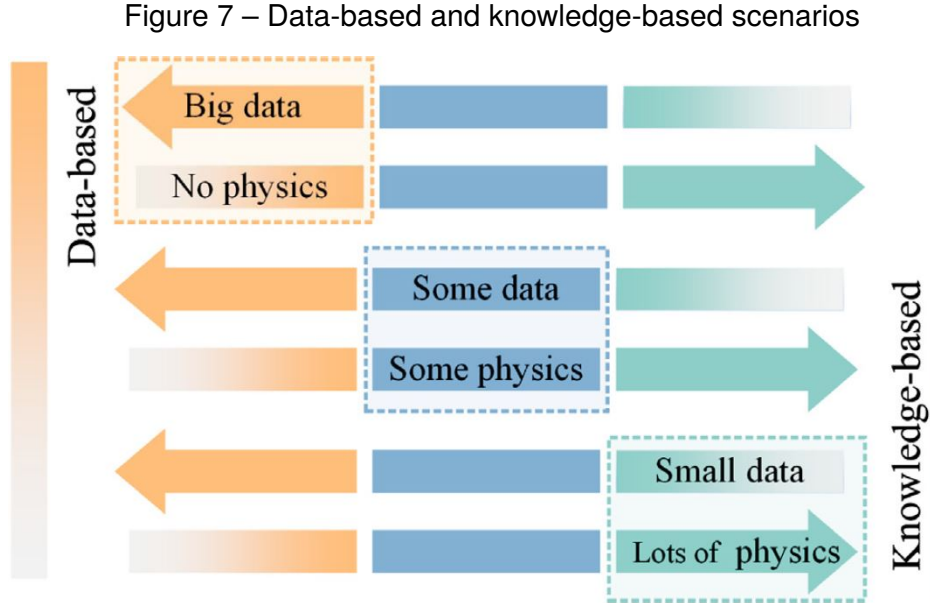 Figure 7 – Data-based and knowledge-based scenarios
Data-based
Big data
No physics
Some data
Some physics
Small data
Lots of physics
Knowledge-based